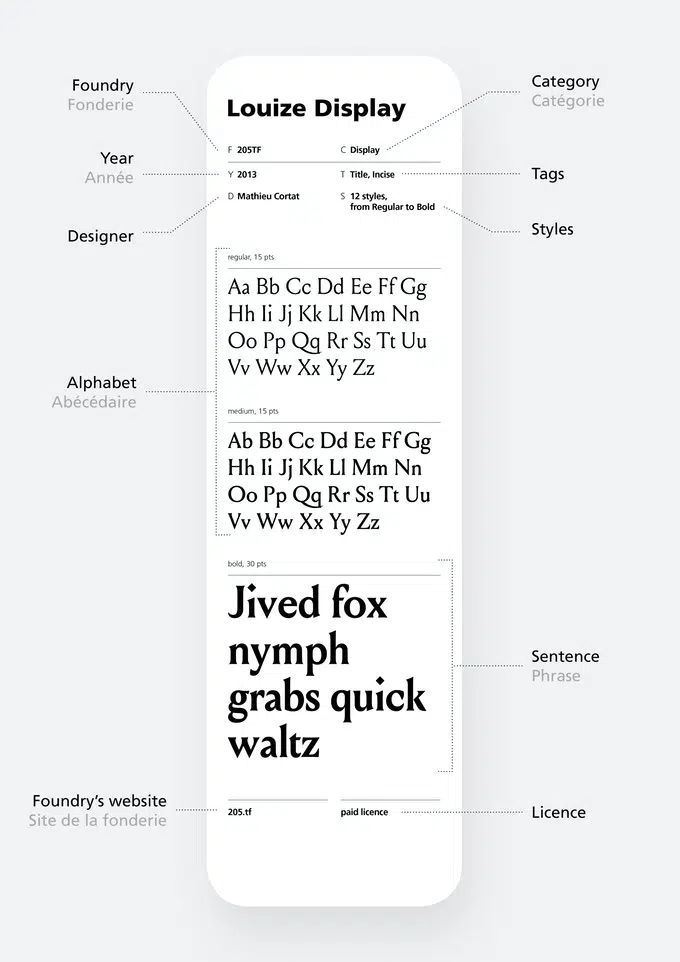 Louize Display
Foundry
Fonderie
F 205TF
C Display
Category
Catégorie
Year
Année
Y 2013
T Title, Incise
Tags
Designer
D Mathieu Cortat
S 12 styles,
from Regular to Bold
Styles
regular, 15 pts
Aa Bb Cc Dd Ee Ff Gg
Hh Ii Jj Kk Ll Mm Nn
Oo Pp Qq Rr Ss Tt Uu
Vv Ww Xx Yy Zz
Alphabet
Abécédaire
medium, 15 pts
Ab Bb Cc Dd Ee Ff Gg
Hh Ii Jj Kk Ll Mm Nn
Oo Pp Qq Rr Ss Tt Uu
Vv Ww Xx Yy Zz
bold, 30 pts
Jived fox
nymph
grabs quick
waltz
Sentence
Phrase
Foundry’s website
Site de la fonderie
205.tf
paid licence
Licence